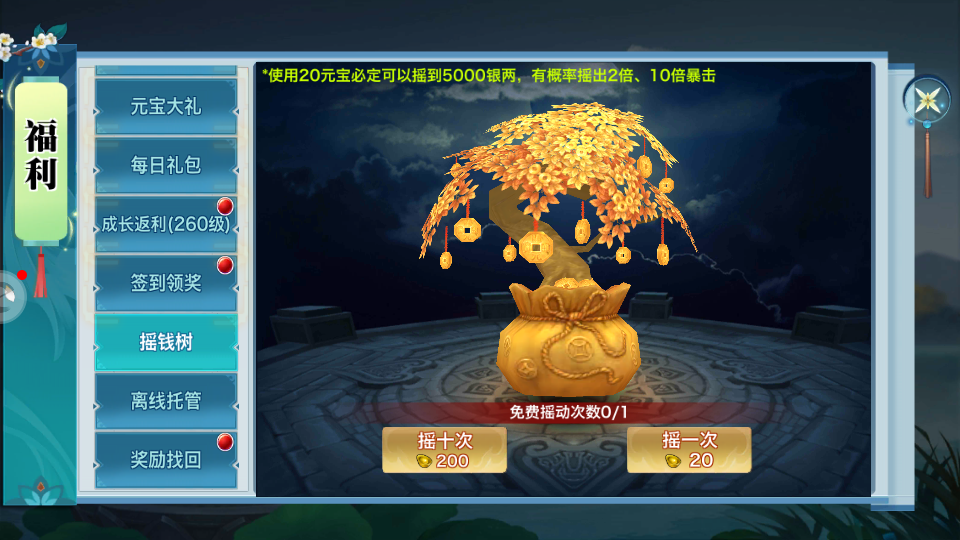 福利
元宝大礼
每日礼包
成长返利(260级)
签到领奖
摇钱树
离线托管
奖励找回
*使用20元宝必定可以摇到5000银两，有概率摇出2倍、10倍暴击
免费摇动次数0/1
摇十次
200
摇一次
20